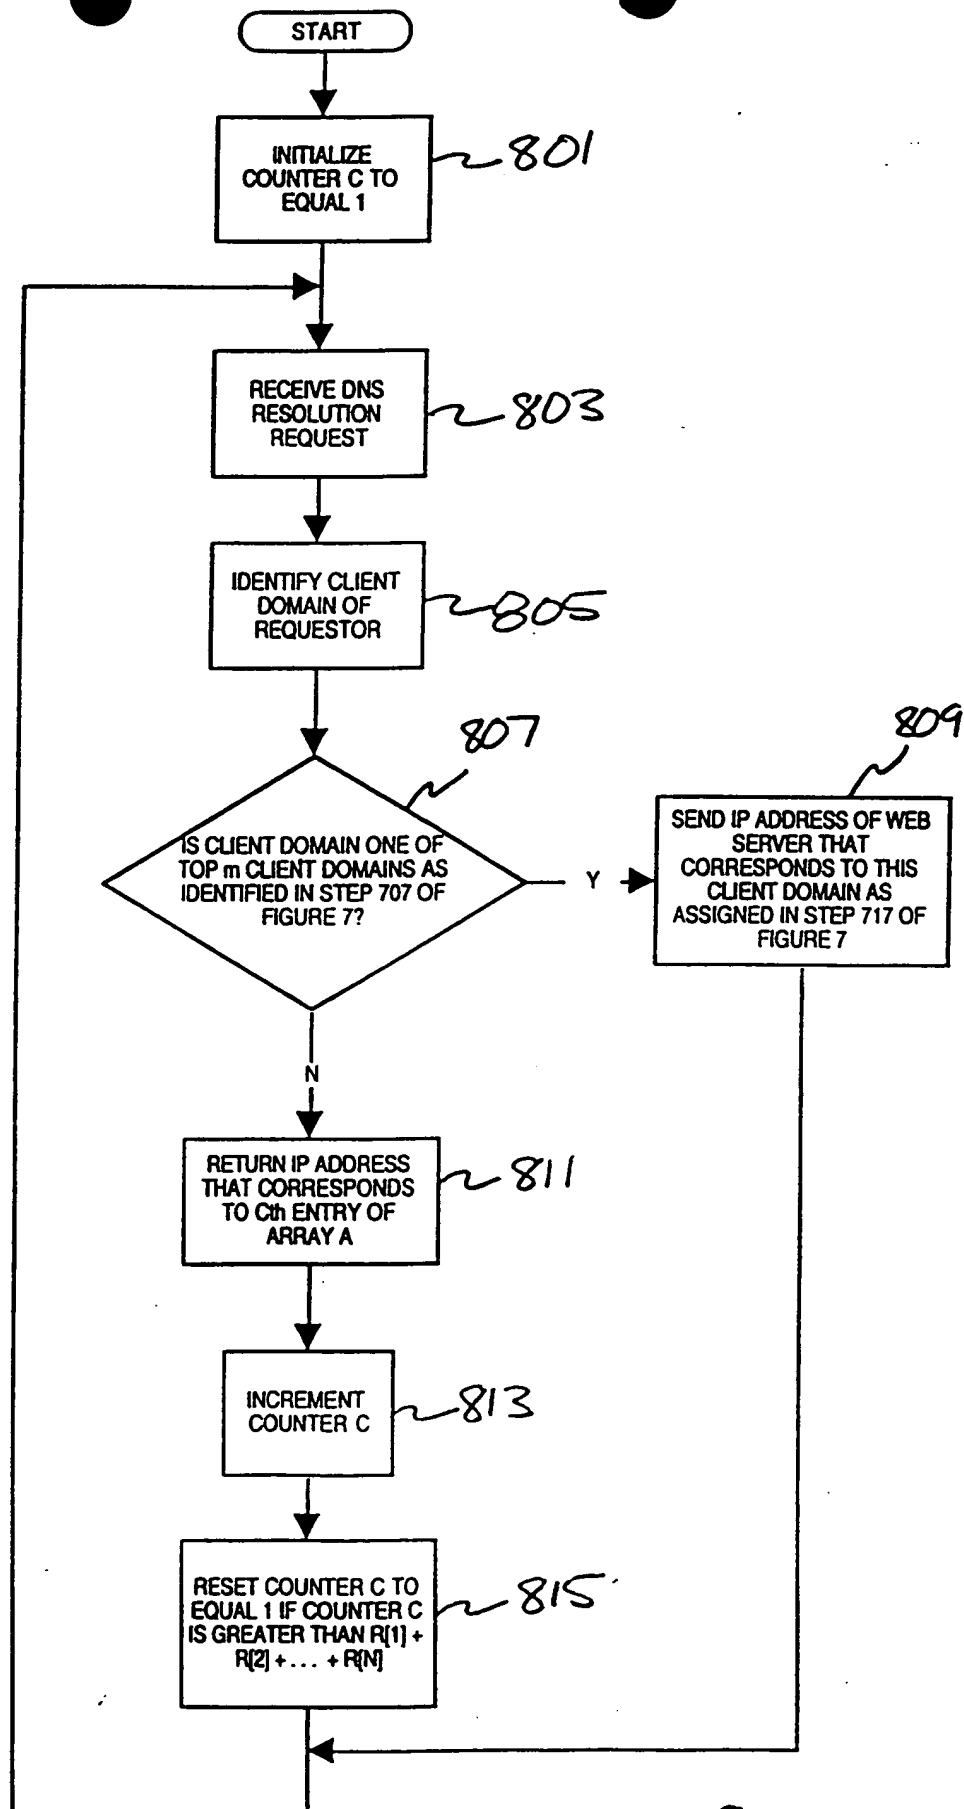 START
INITIALIZE
COUNTER C TO
EQUAL 1
801
RECEIVE DNS
RESOLUTION
REQUEST
803
IDENTIFY CLIENT
DOMAIN OF
REQUESTOR
805
807
IS CLIENT DOMAIN ONE OF
TOP m CLIENT DOMAINS AS
IDENTIFIED IN STEP 707 OF
FIGURE 7?
Y
809
SEND IP ADDRESS OF WEB
SERVER THAT
CORRESPONDS TO THIS
CLIENT DOMAIN AS
ASSIGNED IN STEP 717 OF
FIGURE 7
N
RETURN IP ADDRESS
THAT CORRESPONDS
TO Cth ENTRY OF
ARRAY A
811
INCREMENT
COUNTER C
813
RESET COUNTER C TO
EQUAL 1 IF COUNTER C
IS GREATER THAN R[1] +
R[2] + . . . + R[N]
815